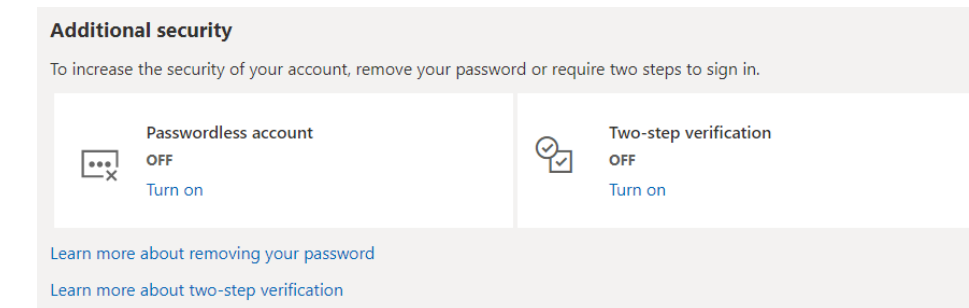 Additional security
To increase the security of your account, remove your password or require two steps to sign in.
Passwordless account
OFF
Turn on
Two-step verification
OFF
Turn on
Learn more about removing your password
Learn more about two-step verification